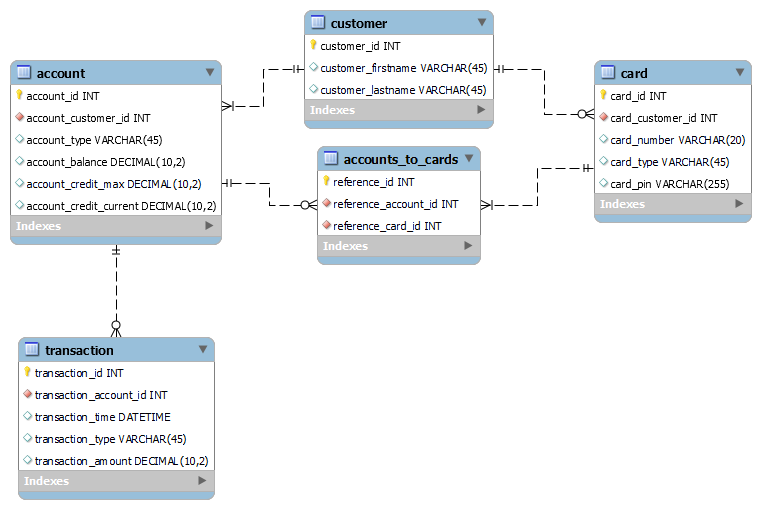 customer
customer_id INT
customer_firstname VARCHAR(45)
customer_lastname VARCHAR(45)
Indexes
account
account_id INT
account_customer_id INT
account_type VARCHAR(45)
account_balance DECIMAL(10,2)
account_credit_max DECIMAL(10,2)
account_credit_current DECIMAL(10,2)
Indexes
card
card_id INT
card_customer_id INT
card_number VARCHAR(20)
card_type VARCHAR(45)
card_pin VARCHAR(255)
Indexes
accounts_to_cards
reference_id INT
reference_account_id INT
reference_card_id INT
Indexes
transaction
transaction_id INT
transaction_account_id INT
transaction_time DATETIME
transaction_type VARCHAR(45)
transaction_amount DECIMAL(10,2)
Indexes